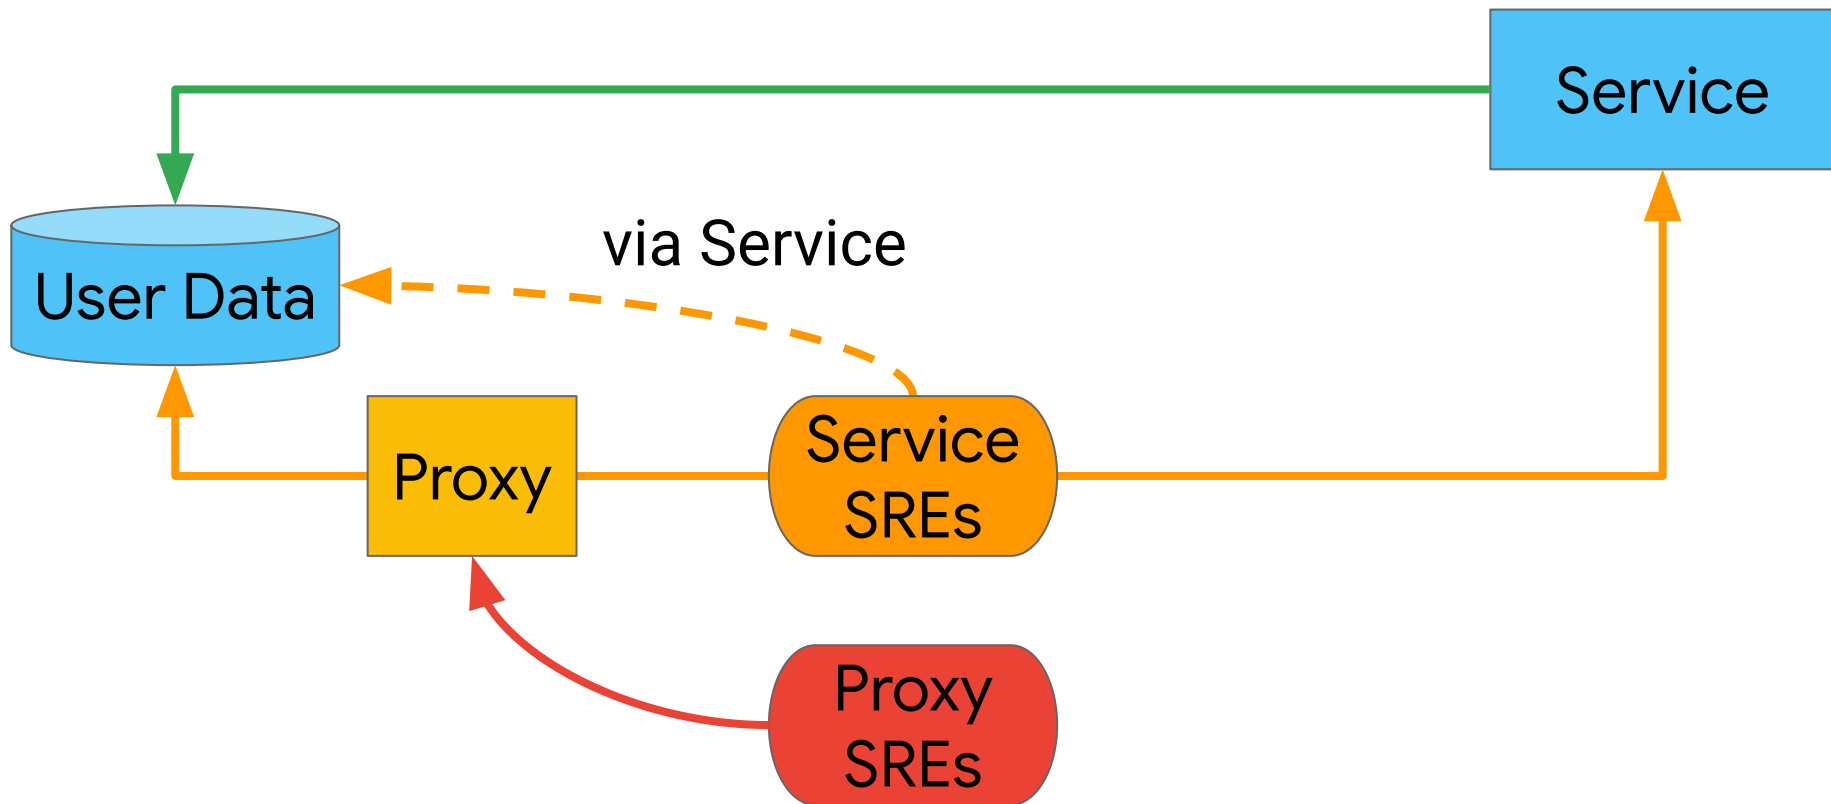 Service
via Service
User Data
Proxy
Service
SREs
Proxy
SREs